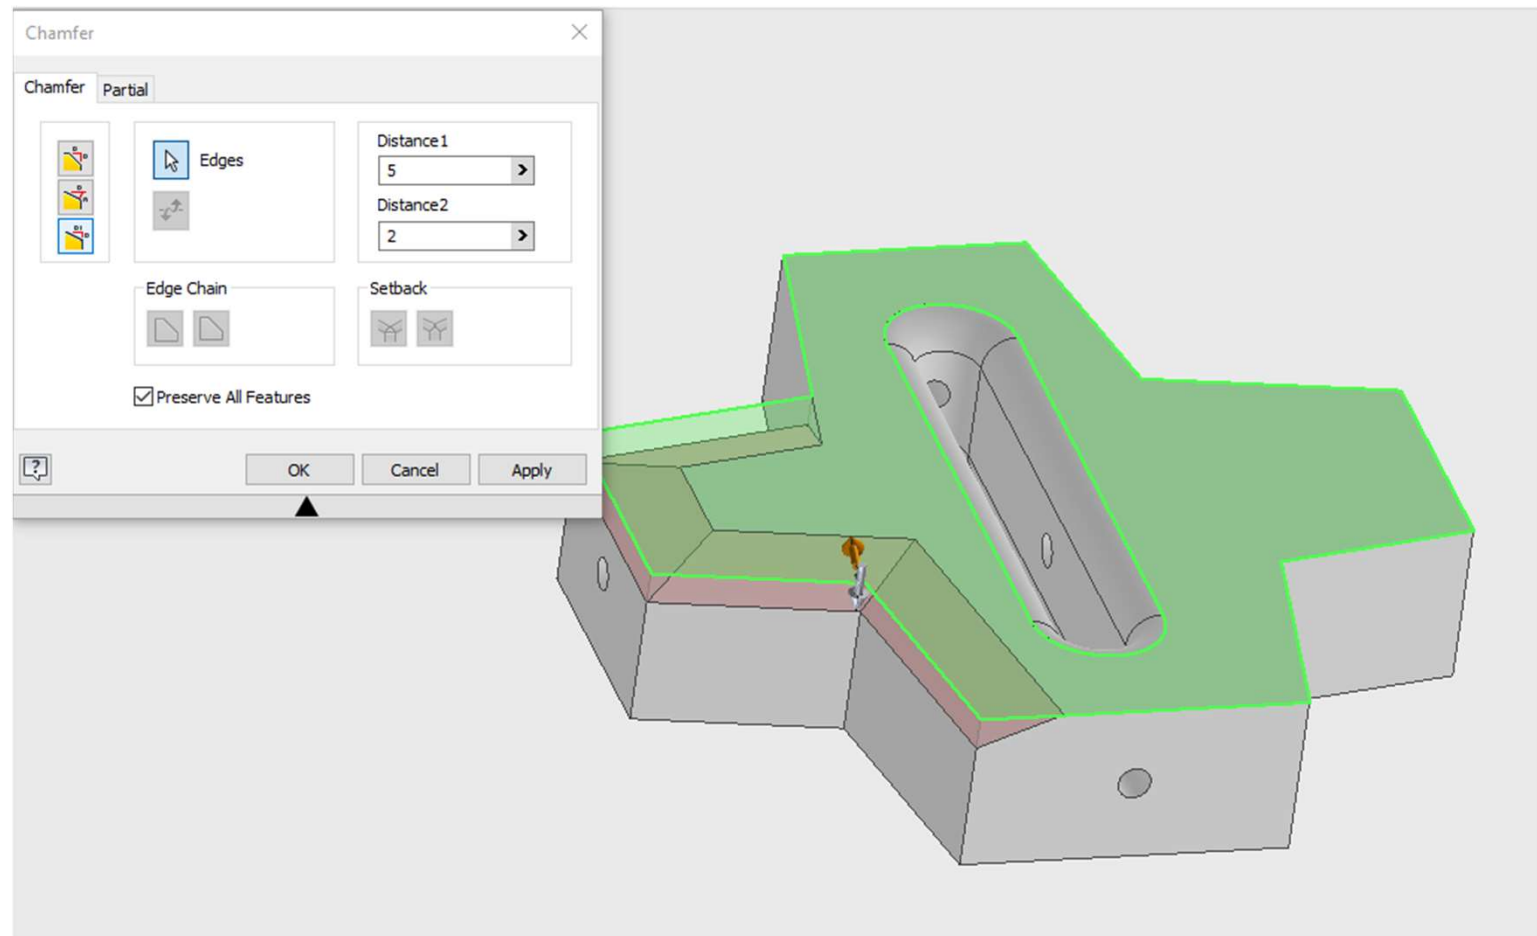 Chamfer
Chamfer Partial
Edges
Distance1
5
Distance2
2
Edge Chain
Setback
Preserve All Features
OK Cancel Apply